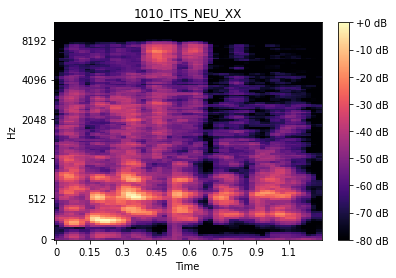 1010_ITS_NEU_XX
+0 dB
8192
-10 dB
4096
-20 dB
-30 dB
2048
Hz
-40 dB
1024
-50 dB
512
-60 dB
-70 dB
0
-80 dB
0 0.15 0.3 0.45 0.6 0.75 0.9 1.1
Time